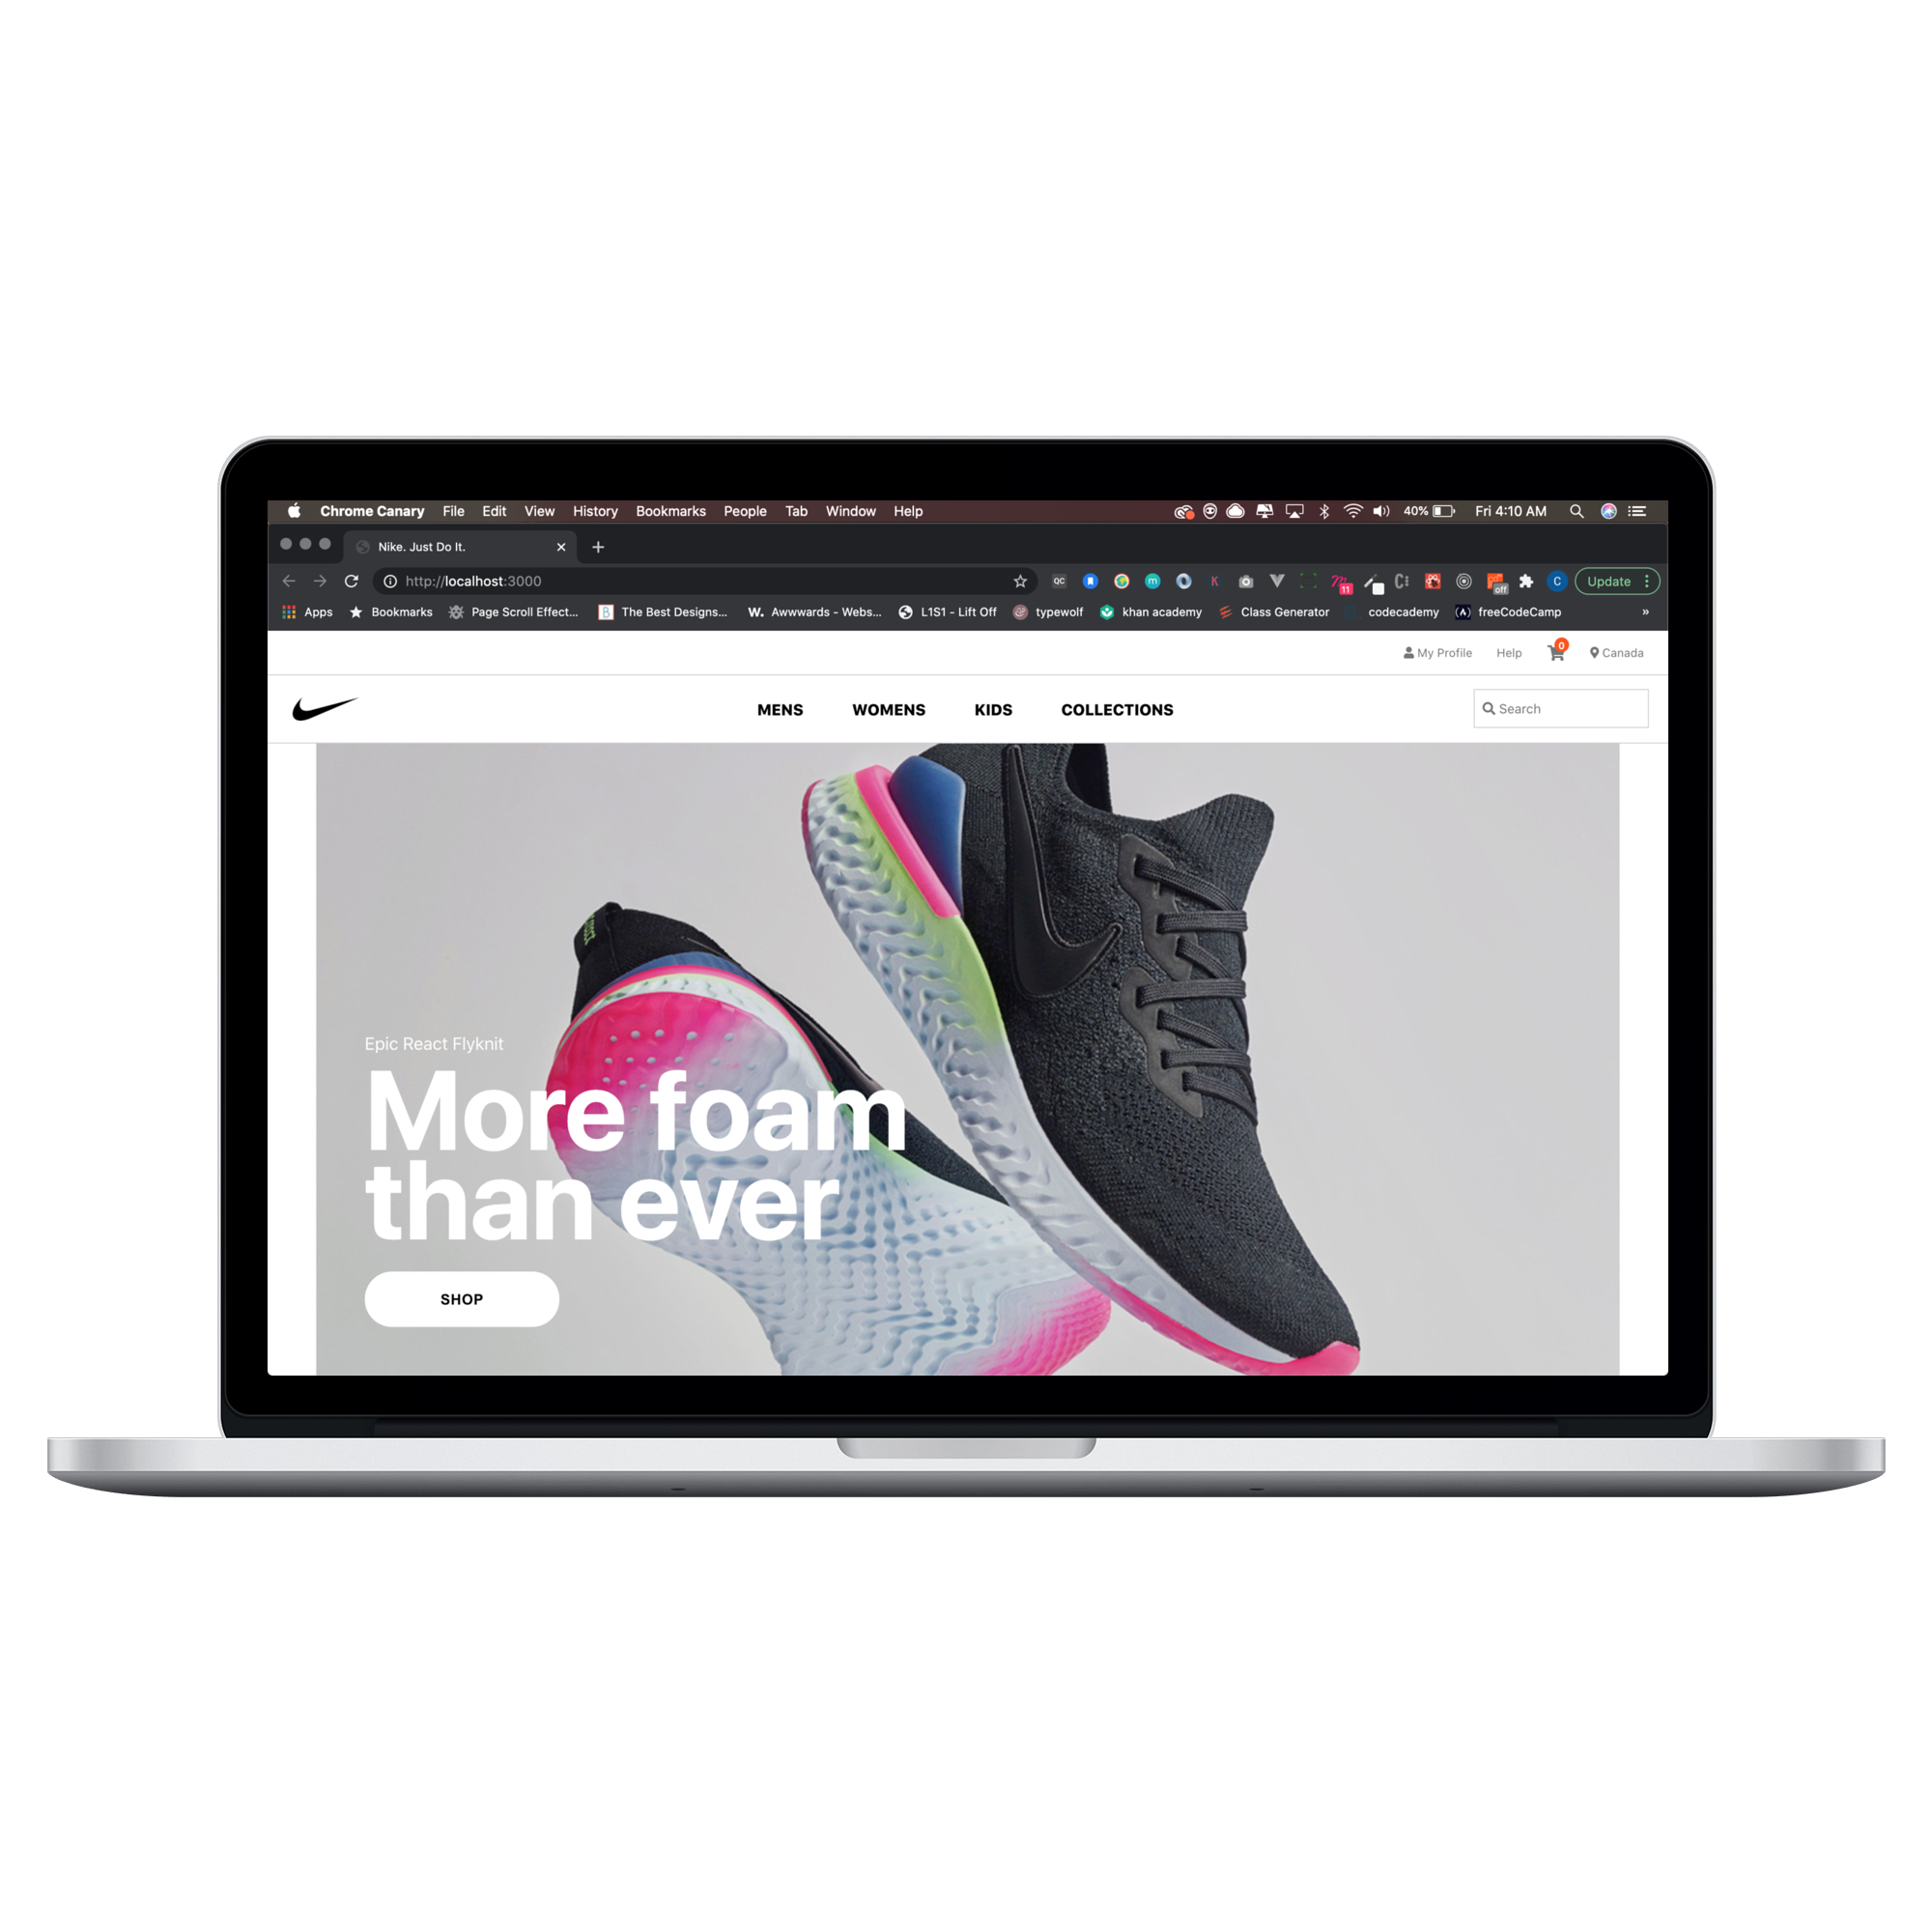 Chrome Canary File Edit View History Bookmarks People Tab Window Help 40% Fri 4:10 AM
Nike. Just Do It.
http://localhost:3000 QC m K 11 off C Update
Apps Bookmarks Page Scroll Effect... B The Best Designs... W. Awwwards - Webs... L1S1 - Lift Off typewolf khan academy Class Generator codecademy freeCodeCamp »
My Profile Help 0 Canada
MENS WOMENS KIDS COLLECTIONS Search
Epic React Flyknit
More foam
than ever
SHOP